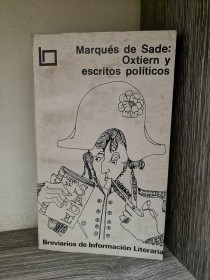 Marqués de Sade:
Oxtiern y
escritos políticos
Breviarios de Información Literaria